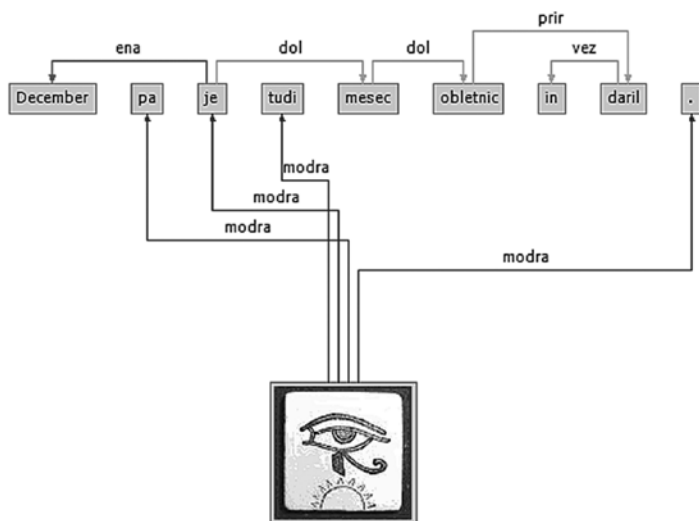 prir
ena dol dol vez
December pa je tudi mesec obletnic in daril .
modra
modra
modra
modra